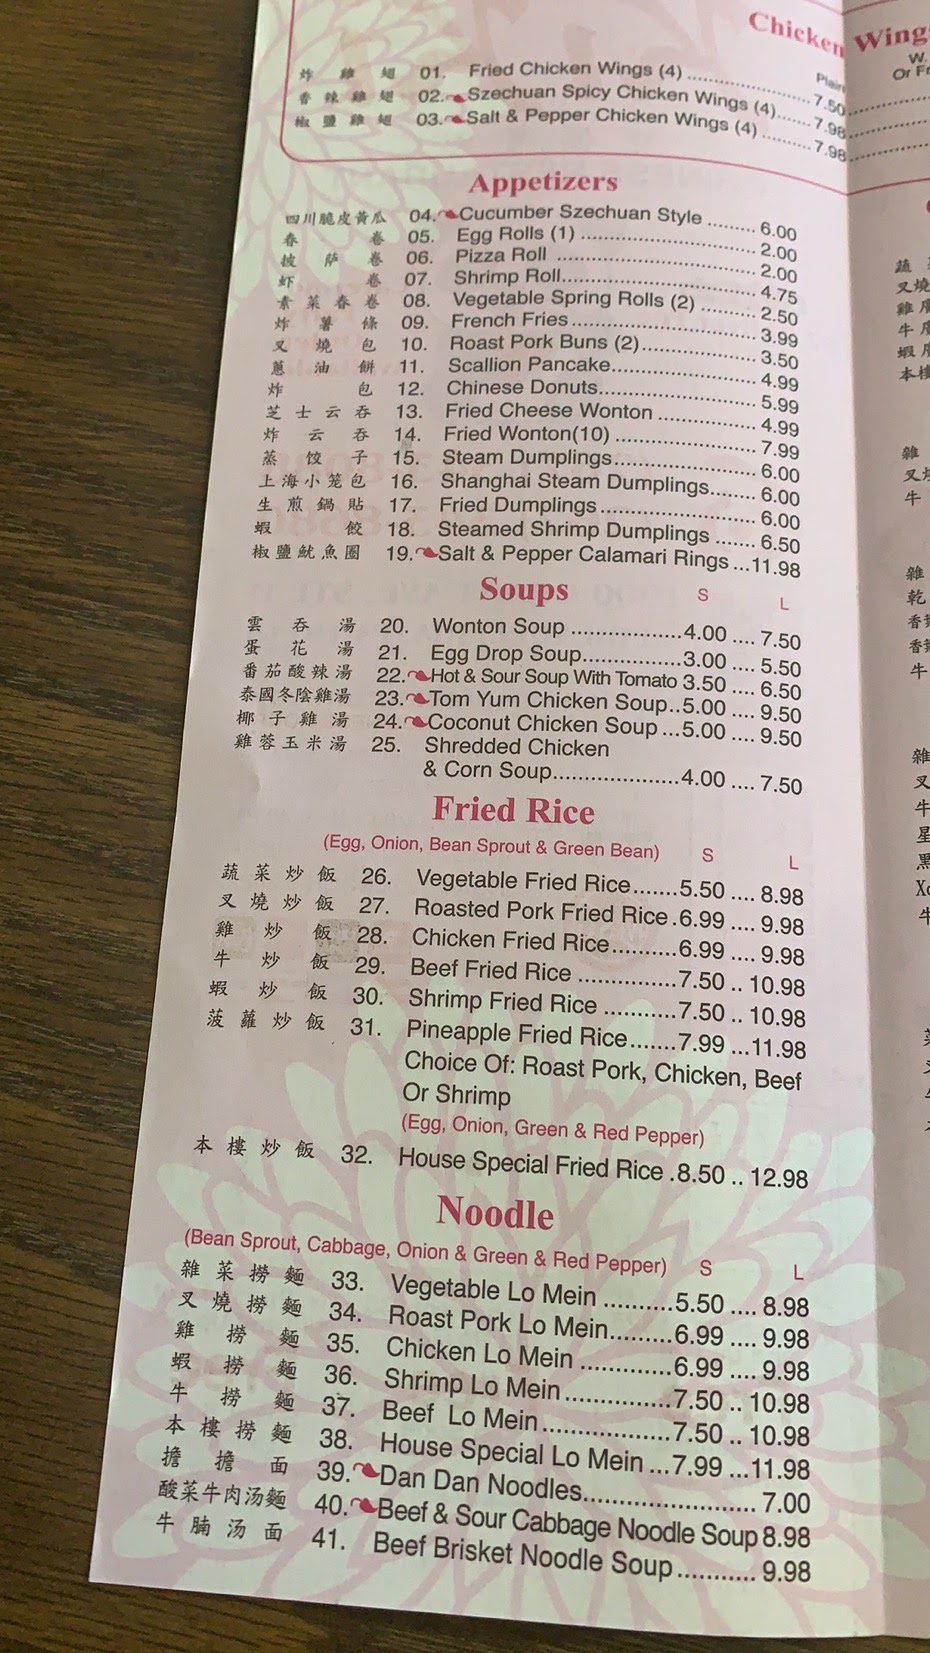 Chicken Wings
W.
Or Fr
Plain
炸雞翅 01. Fried Chicken Wings (4) 7.50
香辣雞翅 02. Szechuan Spicy Chicken Wings (4) 7.98
椒鹽雞翅 03. Salt & Pepper Chicken Wings (4) 7.98
Appetizers
四川脆皮黃瓜 04. Cucumber Szechuan Style 6.00
春卷 05. Egg Rolls (1) 2.00
披薩卷 06. Pizza Roll 2.00
虾卷 07. Shrimp Roll 4.75
素菜春卷 08. Vegetable Spring Rolls (2) 2.50
炸薯條 09. French Fries 3.99
叉燒包 10. Roast Pork Buns (2) 3.50
蔥油餅 11. Scallion Pancake 4.99
炸包 12. Chinese Donuts 5.99
芝士云吞 13. Fried Cheese Wonton 4.99
炸云吞 14. Fried Wonton(10) 7.99
蒸饺子 15. Steam Dumplings 6.00
上海小笼包 16. Shanghai Steam Dumplings 6.00
生煎鍋貼 17. Fried Dumplings 6.00
蝦餃 18. Steamed Shrimp Dumplings 6.50
椒鹽魷魚圈 19. Salt & Pepper Calamari Rings ...11.98
Soups S L
雲吞湯 20. Wonton Soup 4.00 .... 7.50
蛋花湯 21. Egg Drop Soup 3.00 .... 5.50
番茄酸辣湯 22. Hot & Sour Soup With Tomato 3.50 .... 6.50
泰國冬陰雞湯 23. Tom Yum Chicken Soup..5.00 .... 9.50
椰子雞湯 24. Coconut Chicken Soup ...5.00 .... 9.50
雞蓉玉米湯 25. Shredded Chicken
& Corn Soup 4.00 .... 7.50
Fried Rice
(Egg, Onion, Bean Sprout & Green Bean) S L
蔬菜炒飯 26. Vegetable Fried Rice 5.50 .... 8.98
叉燒炒飯 27. Roasted Pork Fried Rice .6.99 .... 9.98
雞炒飯 28. Chicken Fried Rice 6.99 .... 9.98
牛炒飯 29. Beef Fried Rice 7.50 .. 10.98
蝦炒飯 30. Shrimp Fried Rice 7.50 .. 10.98
菠蘿炒飯 31. Pineapple Fried Rice 7.99 ...11.98
Choice Of: Roast Pork, Chicken, Beef
Or Shrimp
(Egg, Onion, Green & Red Pepper)
本樓炒飯 32. House Special Fried Rice .8.50 .. 12.98
Noodle
(Bean Sprout, Cabbage, Onion & Green & Red Pepper) S L
雜菜撈麵 33. Vegetable Lo Mein 5.50 .... 8.98
叉燒撈麵 34. Roast Pork Lo Mein 6.99 .... 9.98
雞撈麵 35. Chicken Lo Mein 6.99 .... 9.98
蝦撈麵 36. Shrimp Lo Mein 7.50 .. 10.98
牛撈麵 37. Beef Lo Mein 7.50 .. 10.98
本樓撈麵 38. House Special Lo Mein ...7.99 ...11.98
擔擔面 39. Dan Dan Noodles 7.00
酸菜牛肉汤麵 40. Beef & Sour Cabbage Noodle Soup 8.98
牛腩汤面 41. Beef Brisket Noodle Soup 9.98